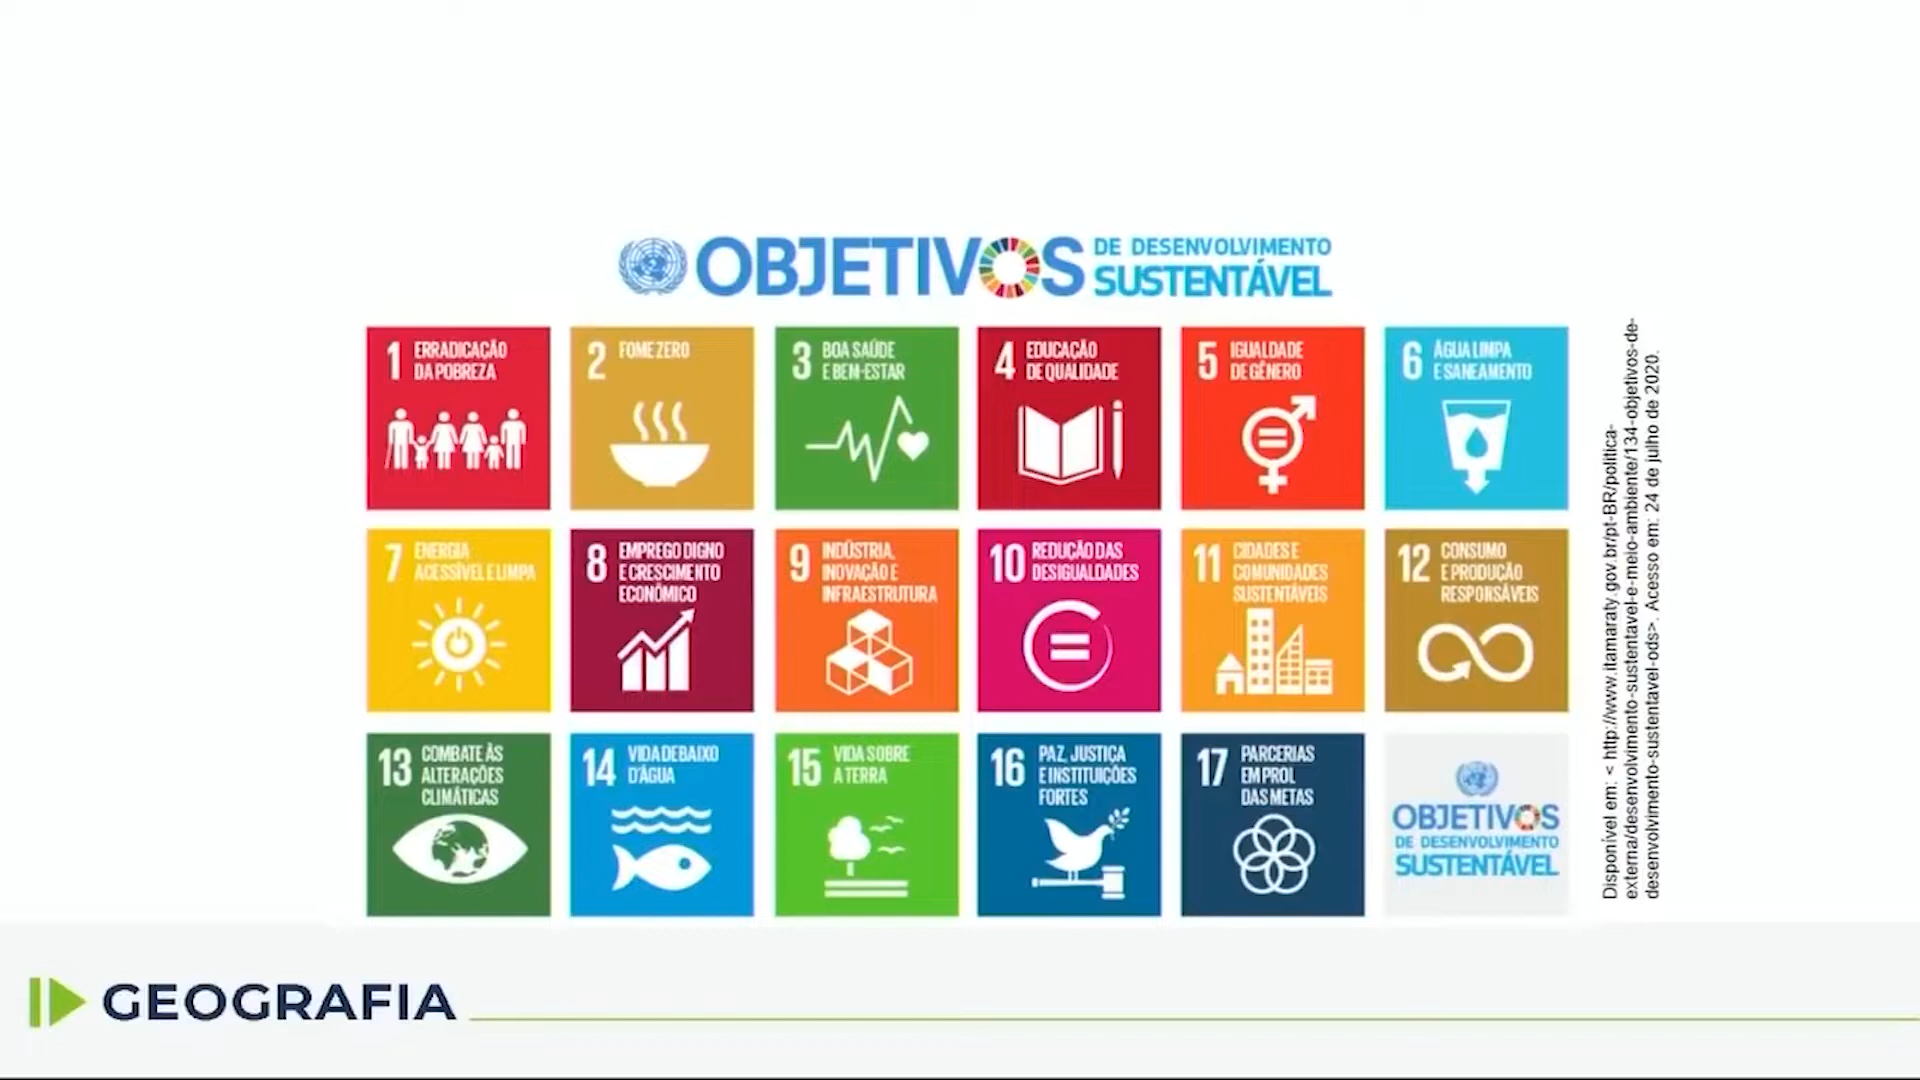 OBJETIVOS
DE DESENVOLVIMENTO
SUSTENTÁVEL
1 ERRADICAÇÃO
DA POBREZA
2 FOME ZERO
3 BOA SAÚDE
E BEM-ESTAR
4 EDUCAÇÃO
DE QUALIDADE
5 IGUALDADE
DE GÊNERO
6 ÁGUA LIMPA
E SANEAMENTO
7 ENERGIA
ACESSÍVEL E LIMPA
8 EMPREGO DIGNO
E CRESCIMENTO
ECONÔMICO
9 INDÚSTRIA,
INOVAÇÃO E
INFRAESTRUTURA
10 REDUÇÃO DAS
DESIGUALDADES
11 CIDADES E
COMUNIDADES
SUSTENTÁVEIS
12 CONSUMO
E PRODUÇÃO
RESPONSÁVEIS
13 COMBATE ÀS
ALTERAÇÕES
CLIMÁTICAS
14 VIDA DEBAIXO
D'ÁGUA
15 VIDA SOBRE
A TERRA
16 PAZ, JUSTIÇA
E INSTITUIÇÕES
FORTES
17 PARCERIAS
EM PROL
DAS METAS
OBJETIVOS
DE DESENVOLVIMENTO
SUSTENTÁVEL
Disponível em: < http://www.itamaraty.gov.br/pt-BR/politica-
externa/desenvolvimento-sustentavel-e-meio-ambiente/134-objetivos-de-
desenvolvimento-sustentavel-ods>. Acesso em: 24 de julho de 2020.
GEOGRAFIA